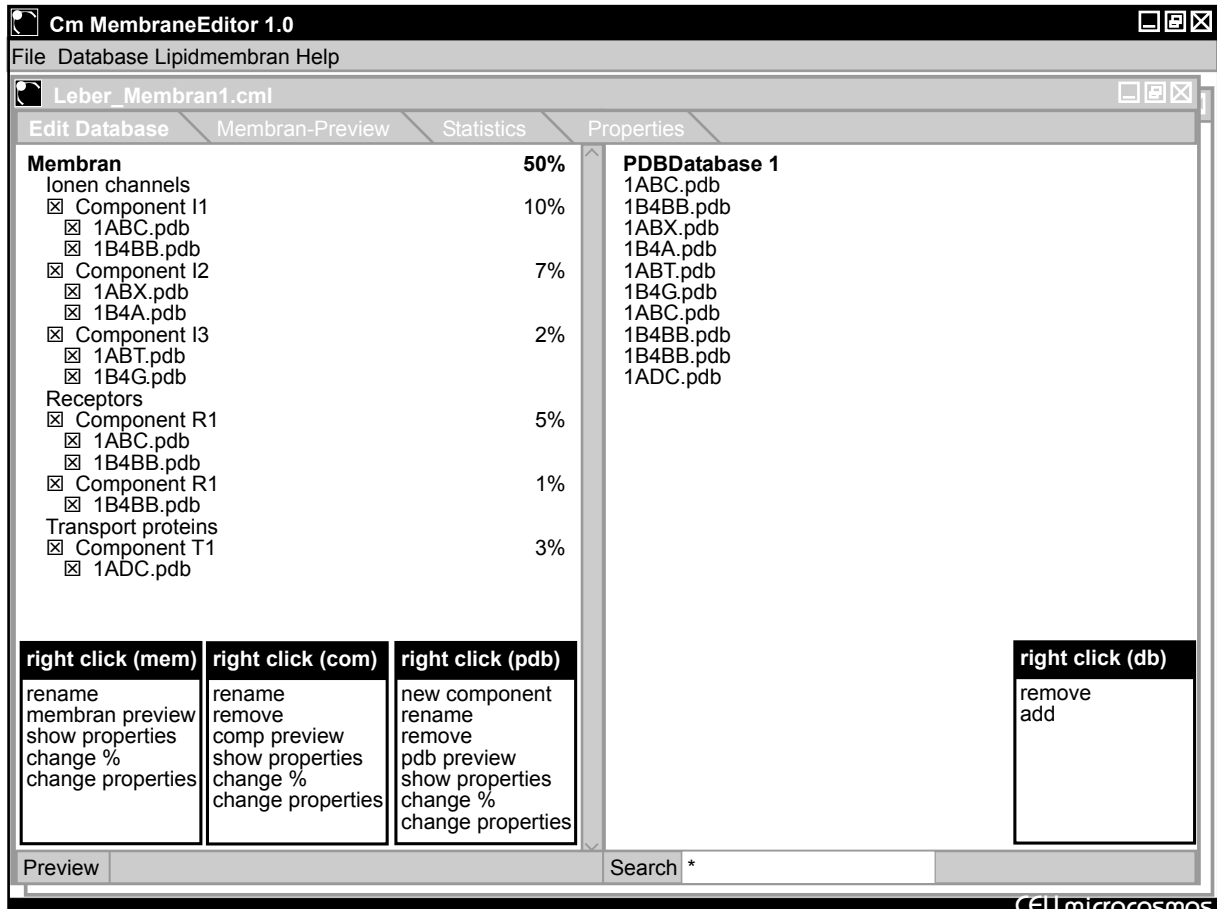 Cm MembraneEditor 1.0
File Database Lipidmembran Help
Leber_Membran1.cml
Edit Database Membran-Preview Statistics Properties
Membran 50%
Ionen channels
Component I1 10%
1ABC.pdb
1B4BB.pdb
Component I2 7%
1ABX.pdb
1B4A.pdb
Component I3 2%
1ABT.pdb
1B4G.pdb
Receptors
Component R1 5%
1ABC.pdb
1B4BB.pdb
Component R1 1%
1B4BB.pdb
Transport proteins
Component T1 3%
1ADC.pdb
PDBDatabase 1
1ABC.pdb
1B4BB.pdb
1ABX.pdb
1B4A.pdb
1ABT.pdb
1B4G.pdb
1ABC.pdb
1B4BB.pdb
1B4BB.pdb
1ADC.pdb
right click (mem)
rename
membran preview
show properties
change %
change properties
right click (com)
rename
remove
comp preview
show properties
change %
change properties
right click (pdb)
new component
rename
remove
pdb preview
show properties
change %
change properties
right click (db)
remove
add
Preview
Search *
microcosmos